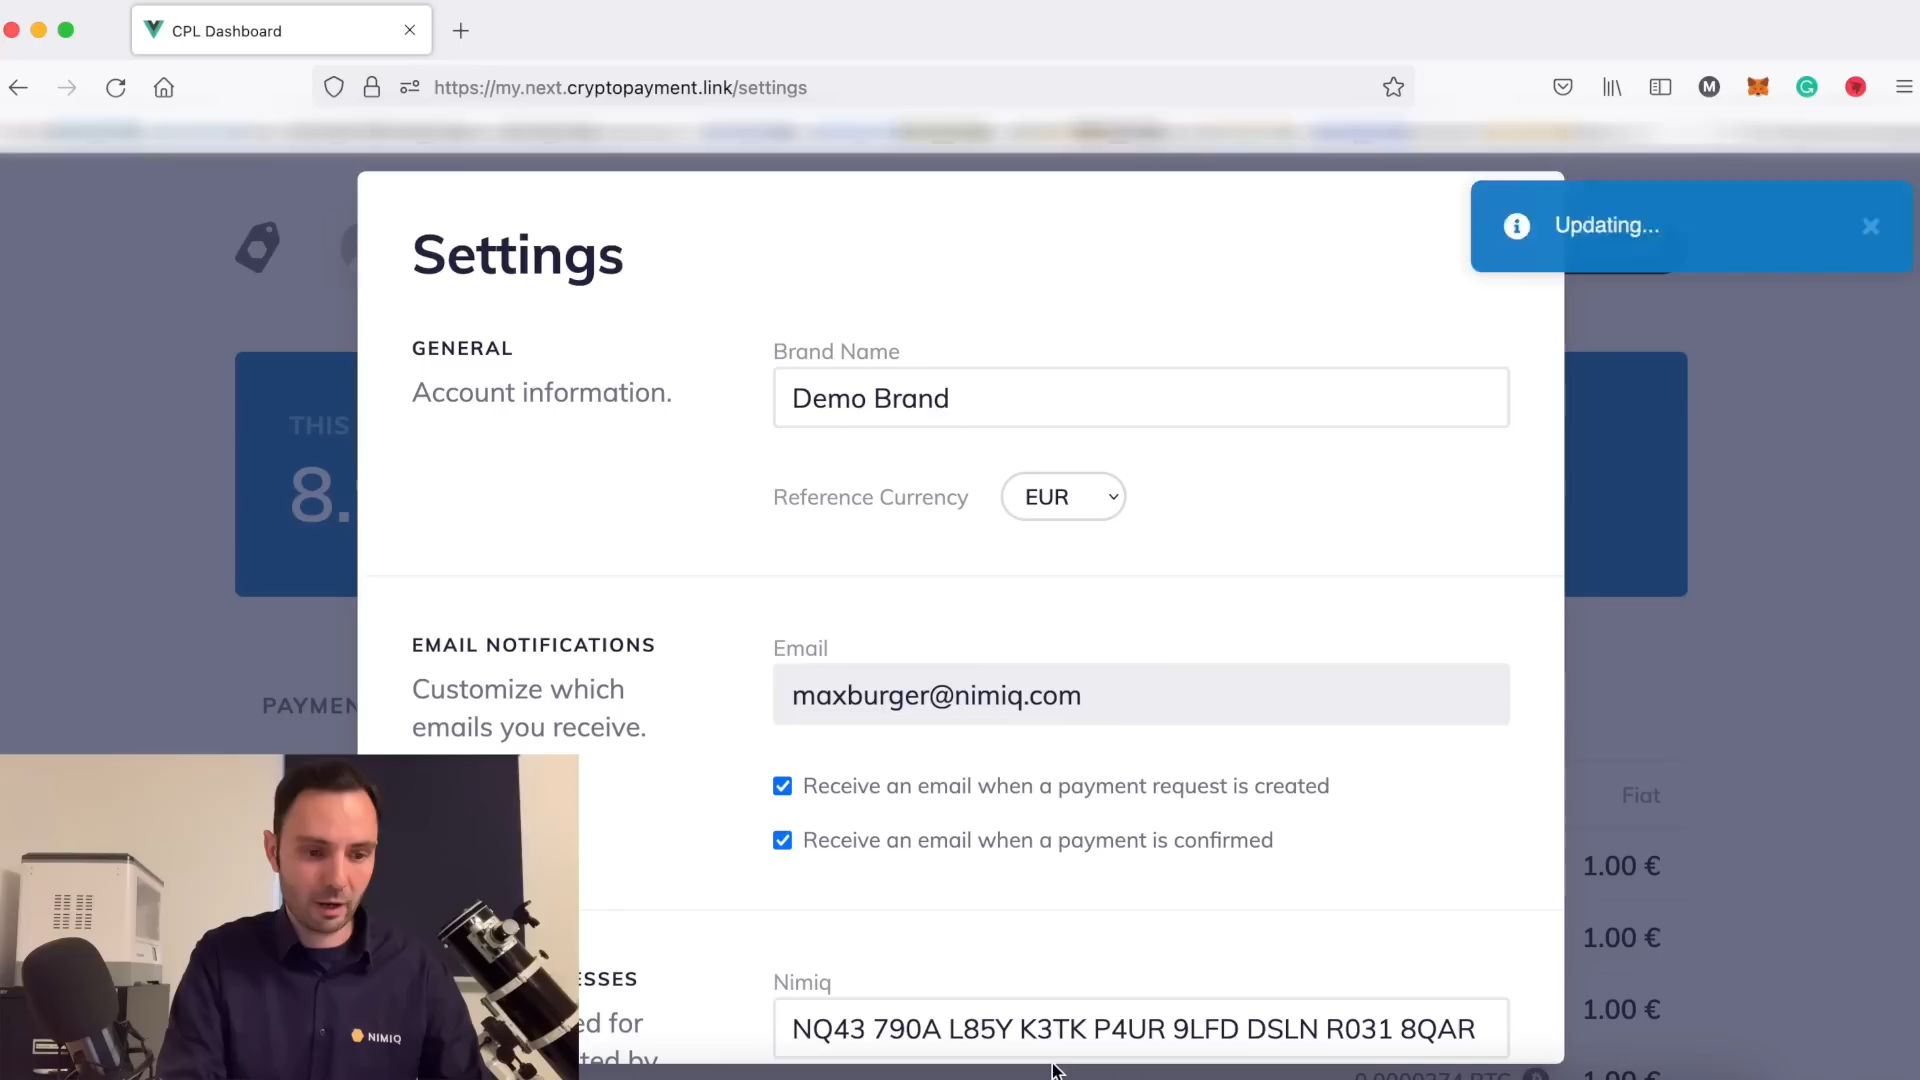 CPL Dashboard
https://my.next.cryptopayment.link/settings
Updating...
Settings
GENERAL
Account information.
Brand Name
Demo Brand
Reference Currency
EUR
THIS
8.
EMAIL NOTIFICATIONS
Customize which
emails you receive.
Email
maxburger@nimiq.com
Receive an email when a payment request is created
Receive an email when a payment is confirmed
PAYMEN
Fiat
1.00 €
1.00 €
1.00 €
ESSES
ed for
ted by
Nimiq
NQ43 790A L85Y K3TK P4UR 9LFD DSLN R031 8QAR
NIMIQ